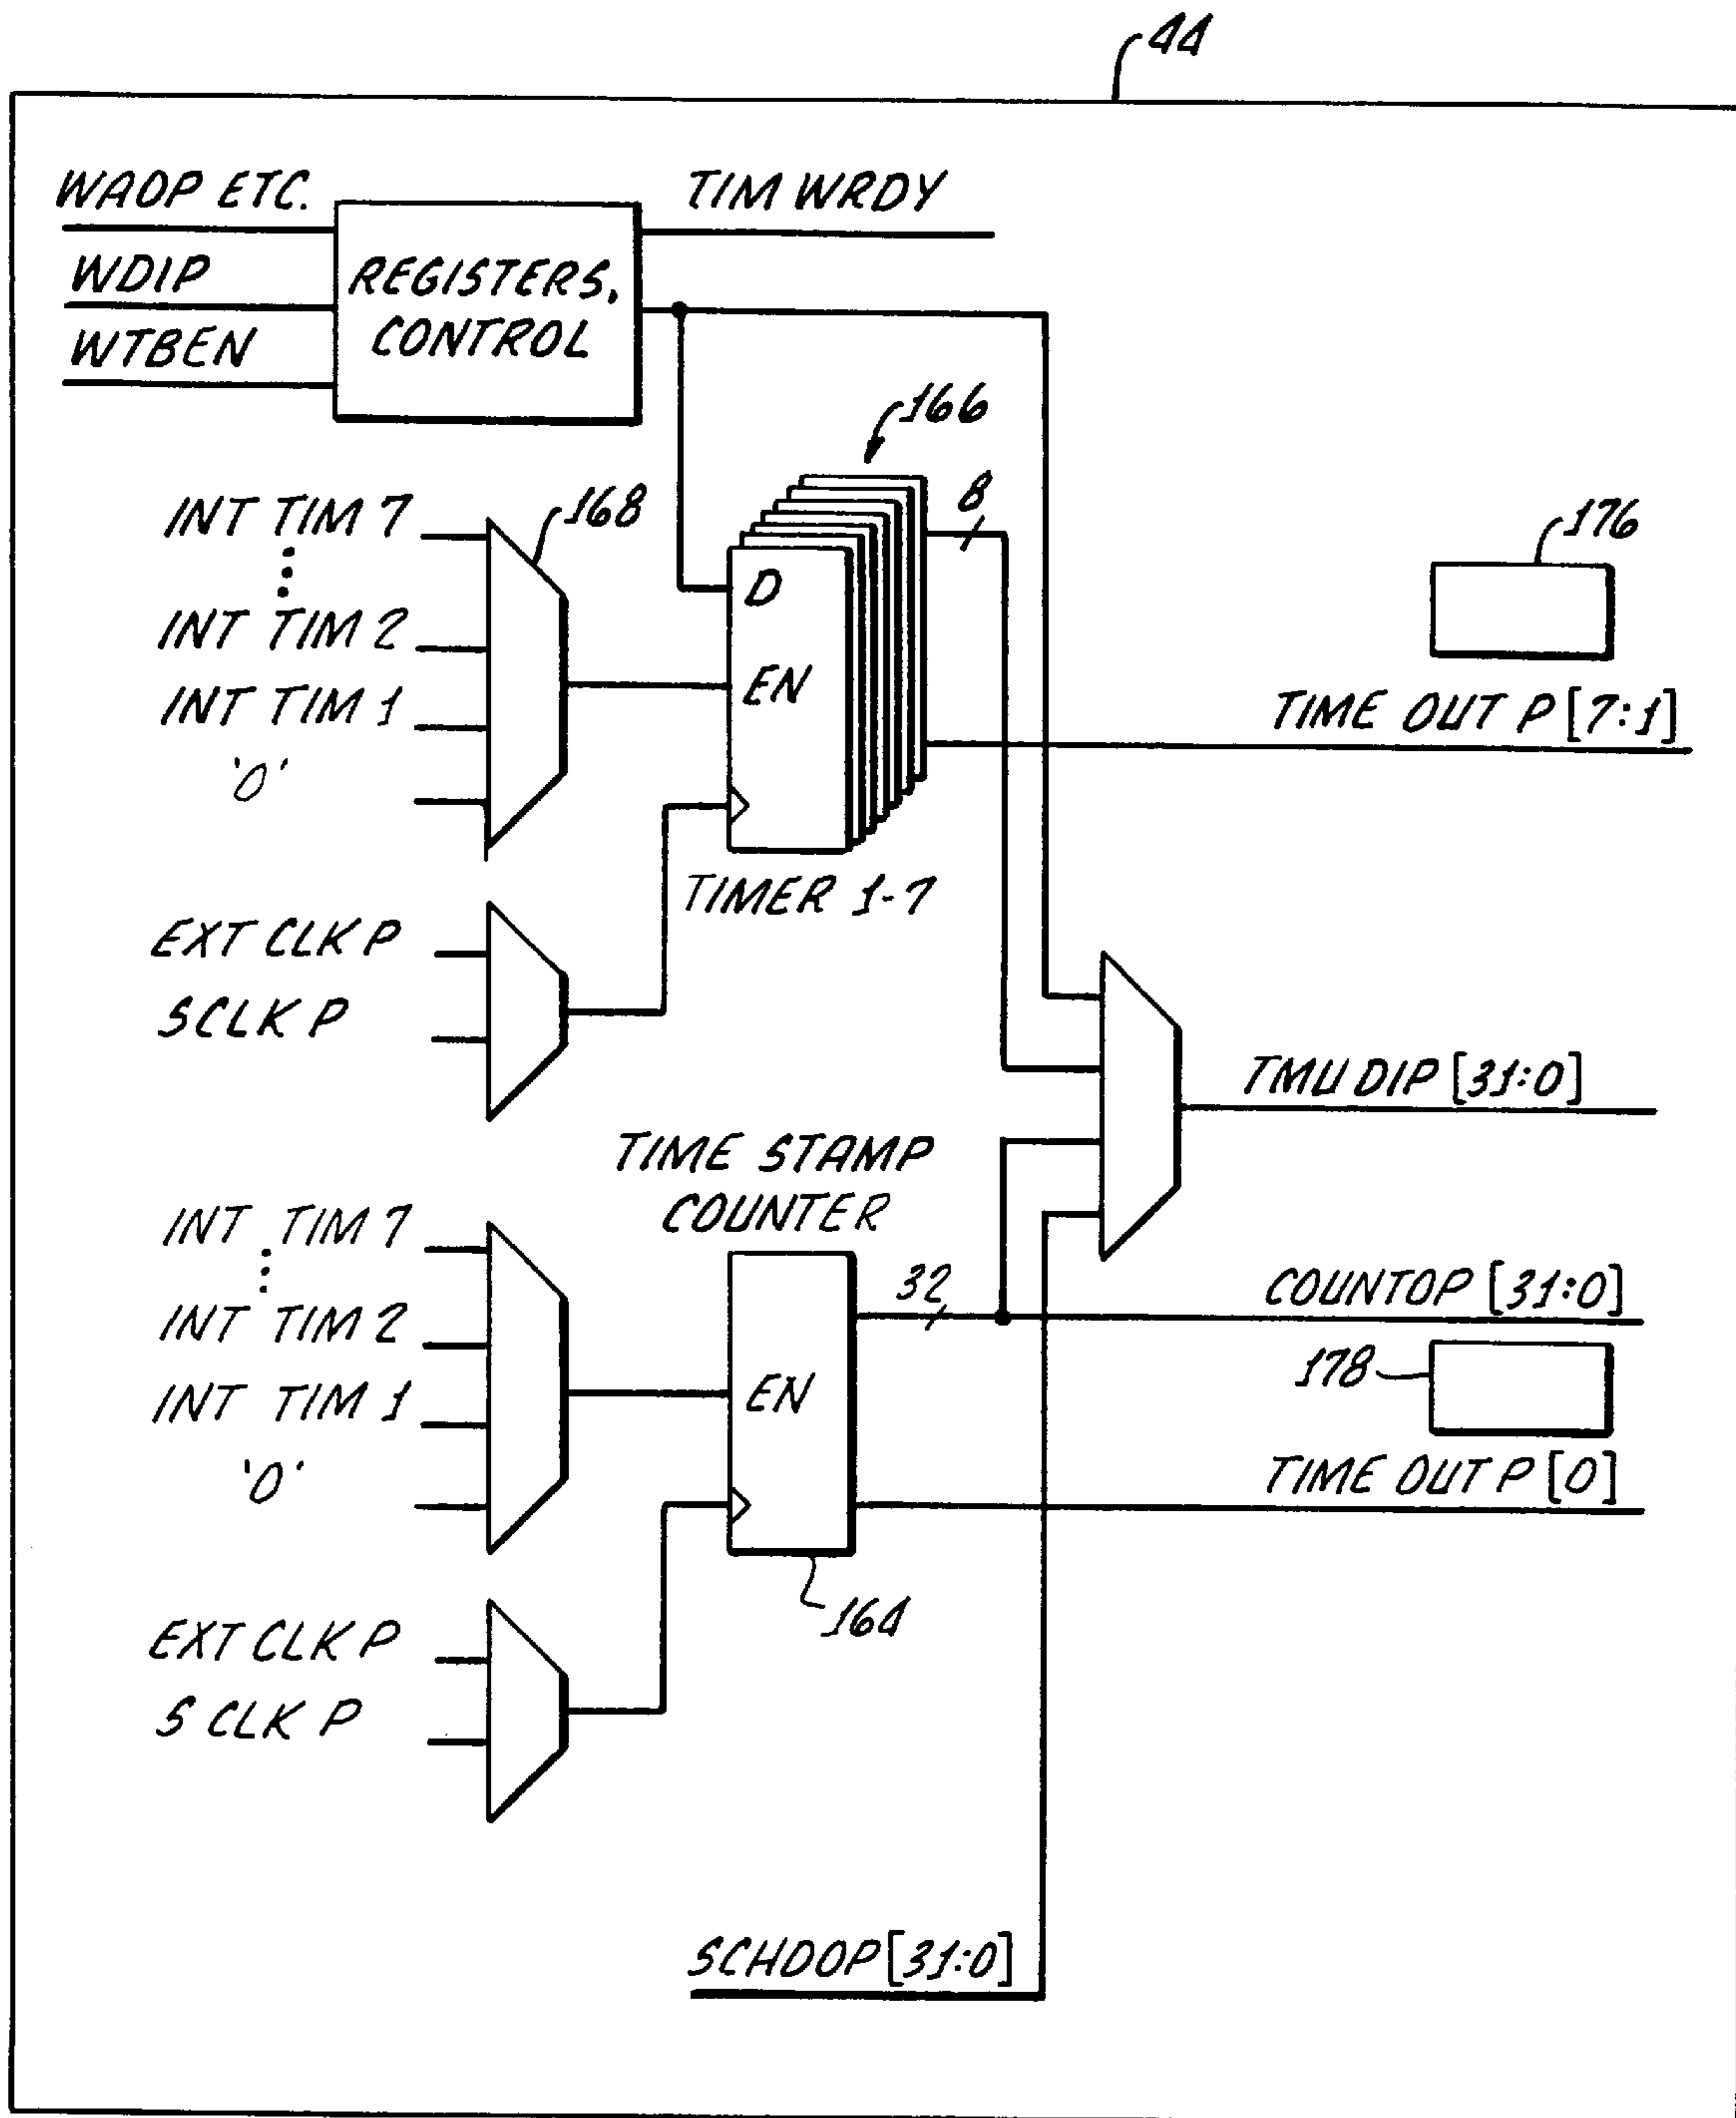 44
WAOP ETC.
TIM WRDY
WDIP
WTBEN
REGISTERS,
CONTROL
166
8
INT TIM 7
168
INT TIM 2
INT TIM 1
'0'
D
EN
176
TIME OUT P [7:1]
TIMER 1-7
EXT CLK P
SCLK P
TMU DIP [31:0]
TIME STAMP
COUNTER
INT TIM 7
INT TIM 2
INT TIM 1
'0'
32
EN
COUNTOP [31:0]
178
TIME OUT P [0]
164
EXT CLK P
S CLK P
SCHDOP [31:0]